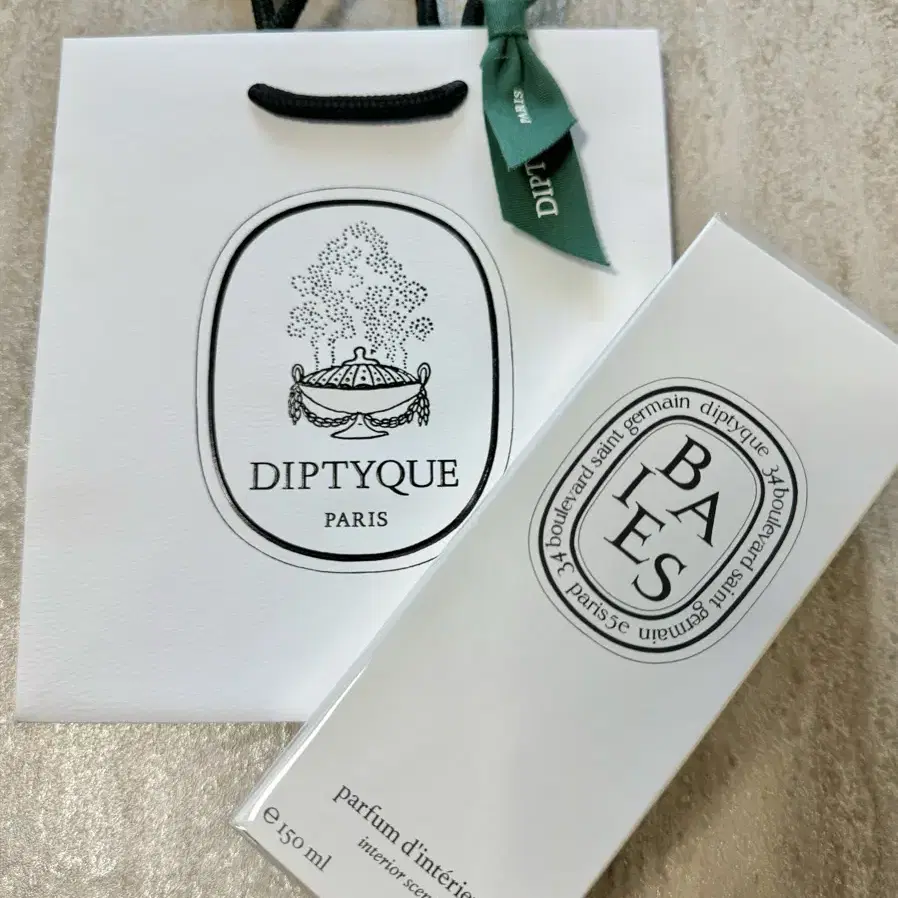 PARIS
DIPT
DIPTYQUE
PARIS
34 boulevard saint germain diptyque 34 boulevard saint germain paris 5e
BA
IES
parfum d'intérie
interior scen
e 150 ml